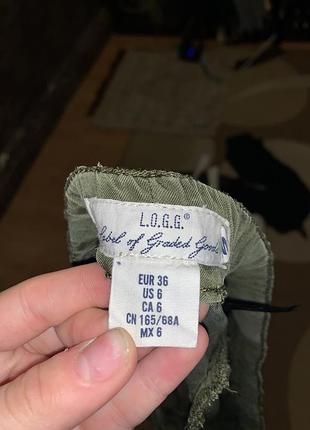 L.O.G.G.®
Label of Graded Goods
EUR 36
US 6
CA 6
CN 165/68A
MX 6